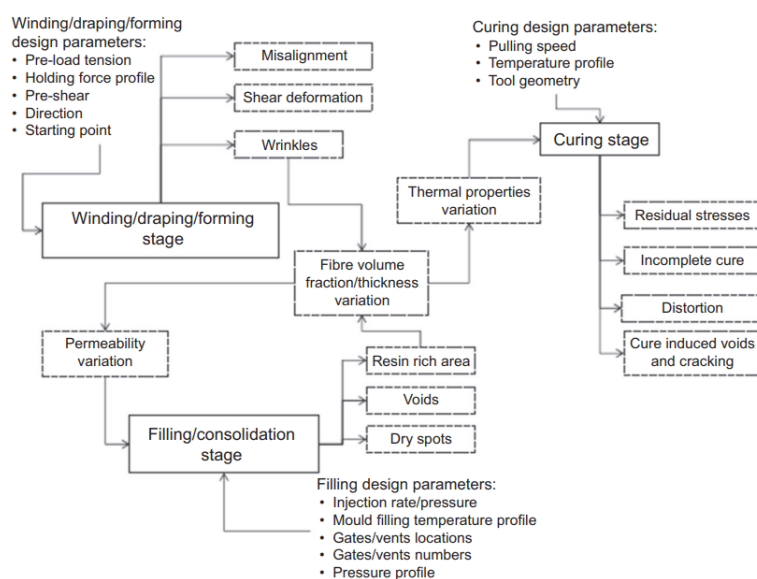 Winding/draping/forming
design parameters:
• Pre-load tension
• Holding force profile
• Pre-shear
• Direction
• Starting point
Misalignment
Shear deformation
Wrinkles
Winding/draping/forming
stage
Curing design parameters:
• Pulling speed
• Temperature profile
• Tool geometry
Curing stage
Thermal properties
variation
Residual stresses
Incomplete cure
Distortion
Cure induced voids
and cracking
Fibre volume
fraction/thickness
variation
Permeability
variation
Resin rich area
Voids
Dry spots
Filling/consolidation
stage
Filling design parameters:
• Injection rate/pressure
• Mould filling temperature profile
• Gates/vents locations
• Gates/vents numbers
• Pressure profile